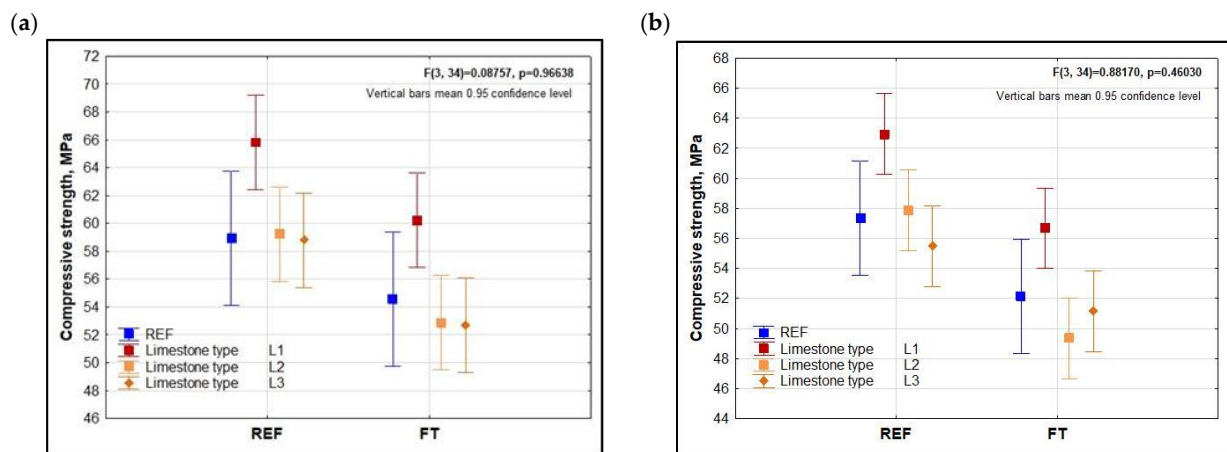 (a)
72
70
68
66
64
62
60
58
56
54
52
50
48
46
Compressive strength, MPa
F(3, 34)=0.08757, p=0.96638
Vertical bars mean 0.95 confidence level
REF
Limestone type L1
Limestone type L2
Limestone type L3
REF FT
(b)
68
66
64
62
60
58
56
54
52
50
48
46
44
Compressive strength, MPa
F(3, 34)=0.88170, p=0.46030
Vertical bars mean 0.95 confidence level
REF
Limestone type L1
Limestone type L2
Limestone type L3
REF FT